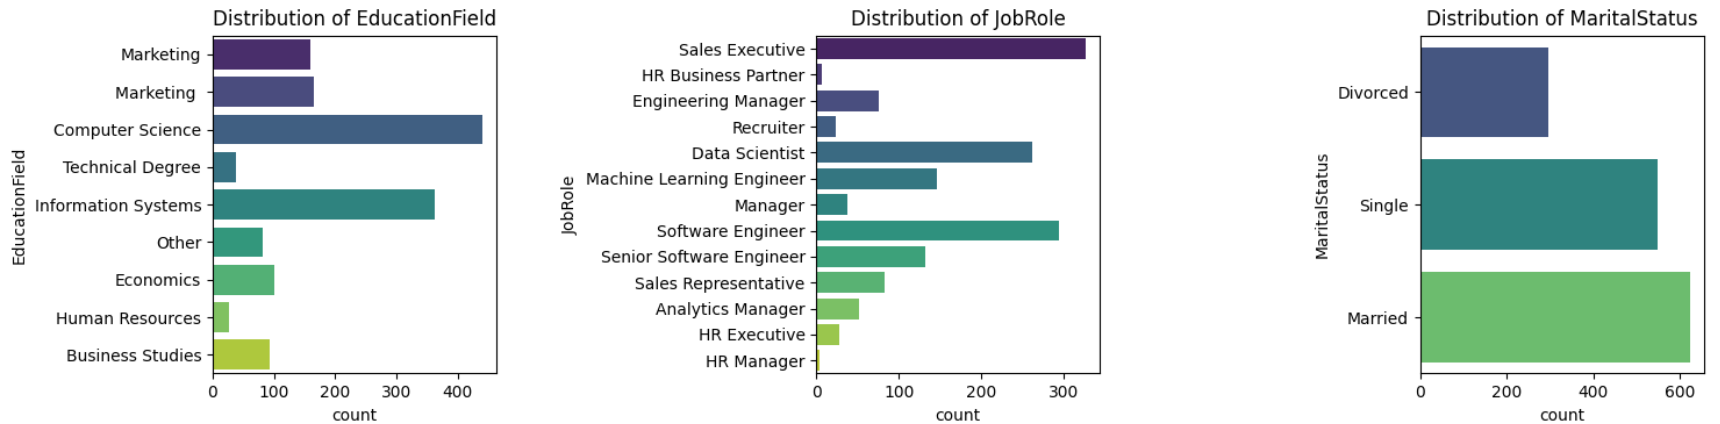 Distribution of EducationField
EducationField
Marketing
Marketing
Computer Science
Technical Degree
Information Systems
Other
Economics
Human Resources
Business Studies
0 100 200 300 400
count
Distribution of JobRole
JobRole
Sales Executive
HR Business Partner
Engineering Manager
Recruiter
Data Scientist
Machine Learning Engineer
Manager
Software Engineer
Senior Software Engineer
Sales Representative
Analytics Manager
HR Executive
HR Manager
0 100 200 300
count
Distribution of MaritalStatus
MaritalStatus
Divorced
Single
Married
0 200 400 600
count